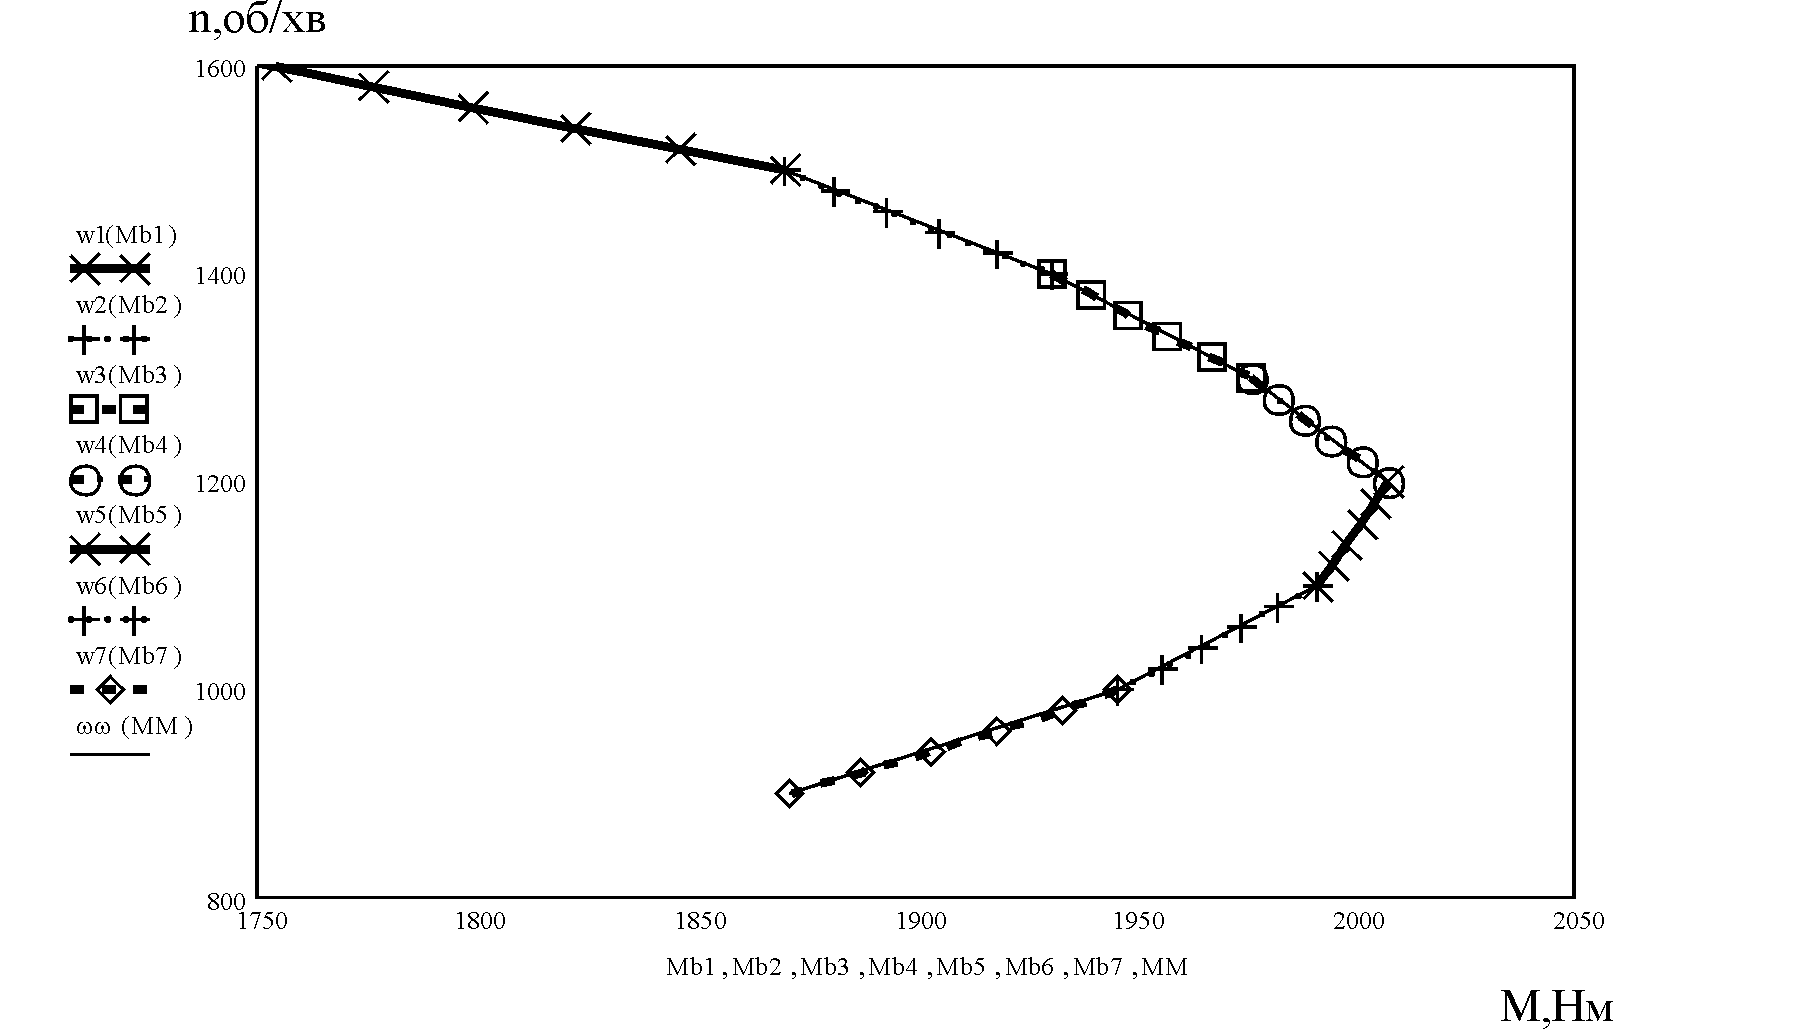 n,об/хв
1600
1400
1200
1000
800
w1(Mb1)
w2(Mb2)
w3(Mb3)
w4(Mb4)
w5(Mb5)
w6(Mb6)
w7(Mb7)
ωω (MM)
1750 1800 1850 1900 1950 2000 2050
Mb1 ,Mb2 ,Mb3 ,Mb4 ,Mb5 ,Mb6 ,Mb7 ,MM
М,Нм